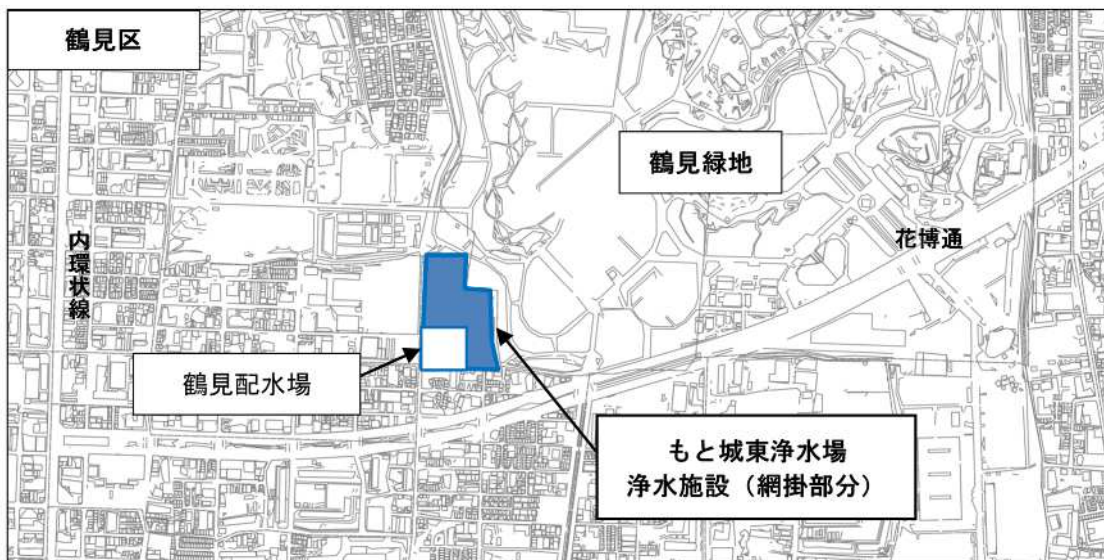 鶴見区
鶴見緑地
花博通
内環状線
鶴見配水場
もと城東浄水場
浄水施設（網掛部分）